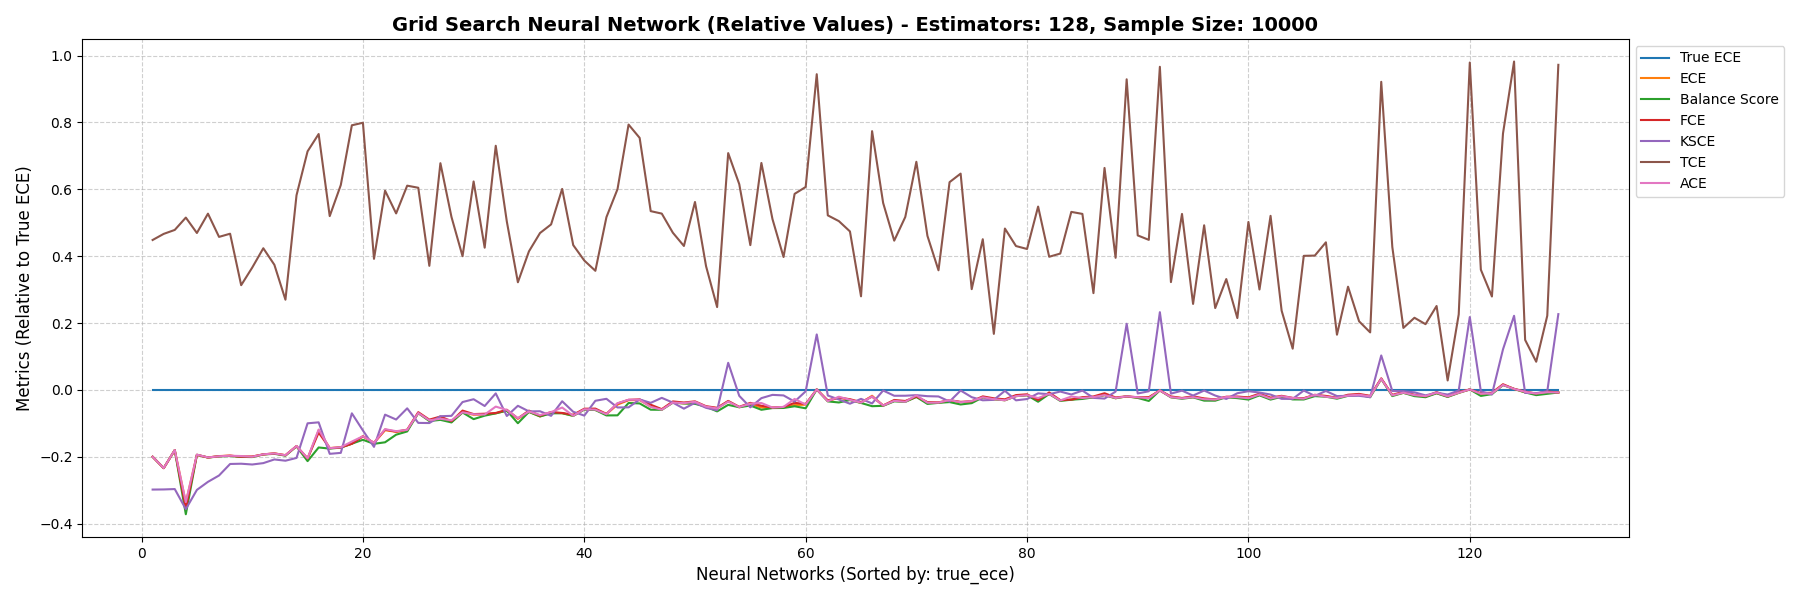 Grid Search Neural Network (Relative Values) - Estimators: 128, Sample Size: 10000
Metrics (Relative to True ECE)
1.0
0.8
0.6
0.4
0.2
0.0
−0.2
−0.4
0
20
40
60
80
100
120
Neural Networks (Sorted by: true_ece)
True ECE
ECE
Balance Score
FCE
KSCE
TCE
ACE